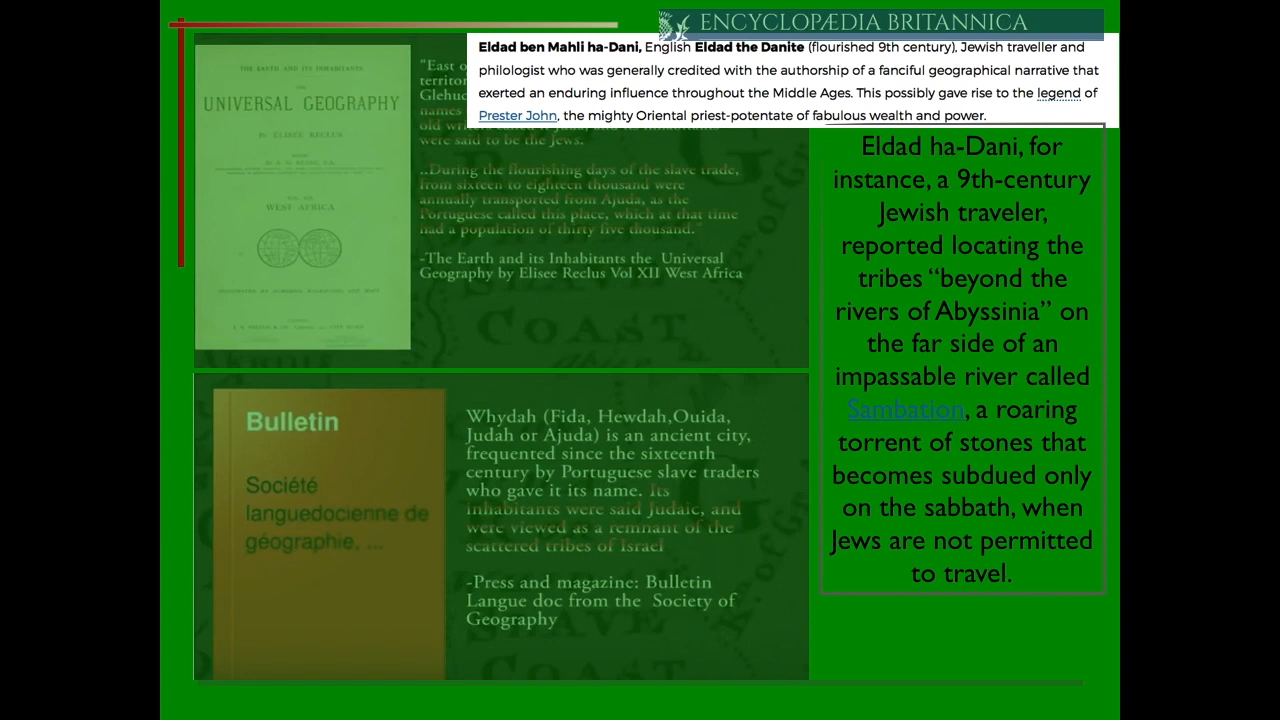 ENCYCLOPÆDIA BRITANNICA
Eldad ben Mahli ha-Dani, English Eldad the Danite (flourished 9th century), Jewish traveller and
philologist who was generally credited with the authorship of a fanciful geographical narrative that
exerted an enduring influence throughout the Middle Ages. This possibly gave rise to the legend of
Prester John, the mighty Oriental priest-potentate of fabulous wealth and power.
THE EARTH AND ITS INHABITANTS
UNIVERSAL GEOGRAPHY
BY ELISÉE RECLUS
WEST AFRICA
"East o
territor
Glehuc
names
old writers called it Judah, and its inhabitants
were said to be the Jews.
..During the flourishing days of the slave trade,
from sixteen to eighteen thousand were
annually transported from Ajuda, as the
Portuguese called this place, which at that time
had a population of thirty five thousand."
-The Earth and its Inhabitants the Universal
Geography by Elisee Reclus Vol XII West Africa
COAST
Eldad ha-Dani, for
instance, a 9th-century
Jewish traveler,
reported locating the
tribes “beyond the
rivers of Abyssinia” on
the far side of an
impassable river called
Sambation, a roaring
torrent of stones that
becomes subdued only
on the sabbath, when
Jews are not permitted
to travel.
Bulletin
Société
languedocienne de
géographie. ...
Whydah (Fida, Hewdah,Ouida,
Judah or Ajuda) is an ancient city,
frequented since the sixteenth
century by Portuguese slave traders
who gave it its name. Its
inhabitants were said Judaic, and
were viewed as a remnant of the
scattered tribes of Israel
-Press and magazine: Bulletin
Langue doc from the Society of
Geography